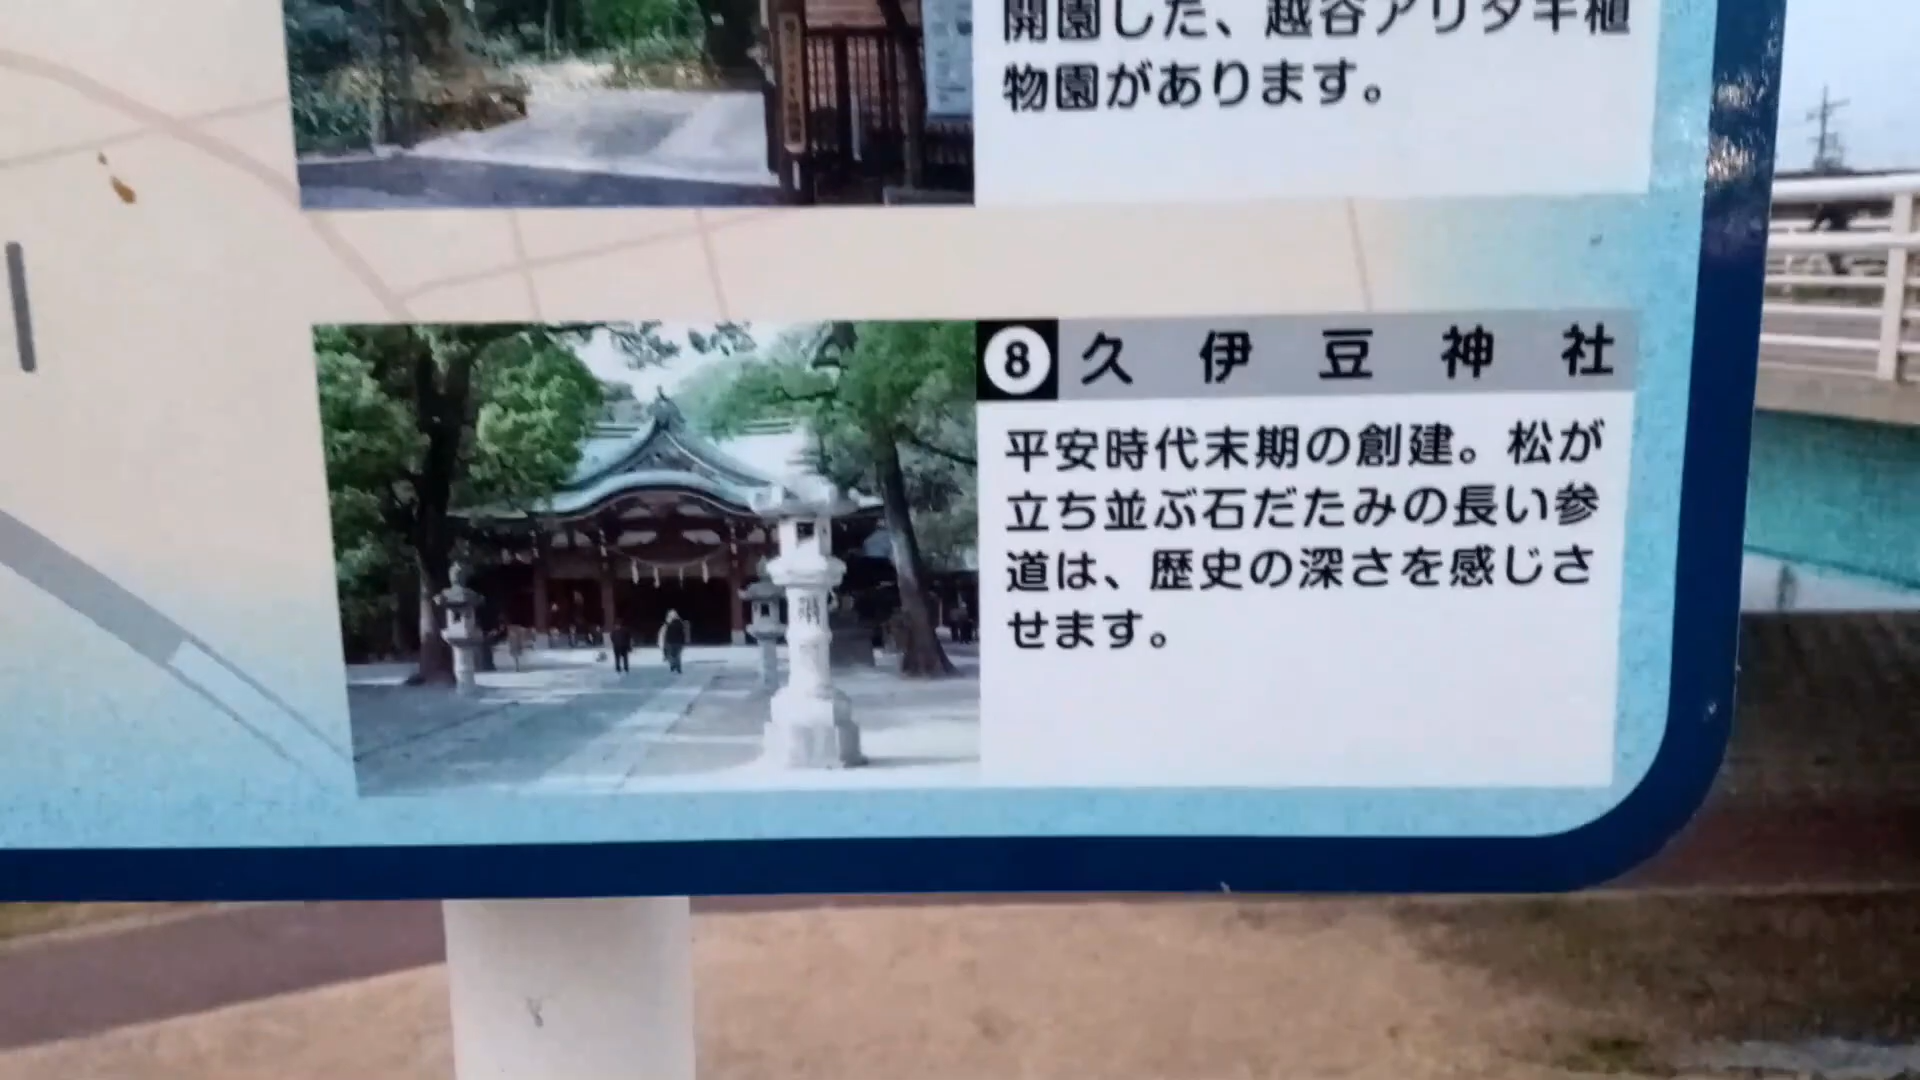 開園した、越谷アリタキ植
物園があります。
8 久伊豆神社
平安時代末期の創建。松が
立ち並ぶ石だたみの長い参
道は、歴史の深さを感じさ
せます。